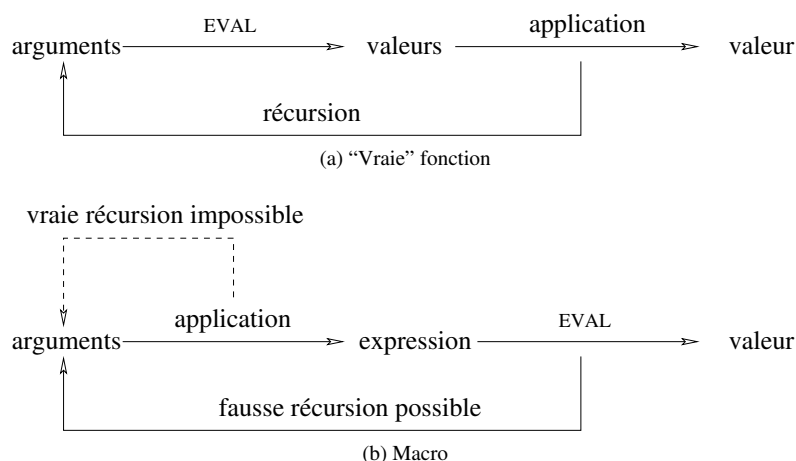 EVAL application
arguments valeurs valeur
récursion
(a) “Vraie” fonction
vraie récursion impossible
application EVAL
arguments expression valeur
fausse récursion possible
(b) Macro